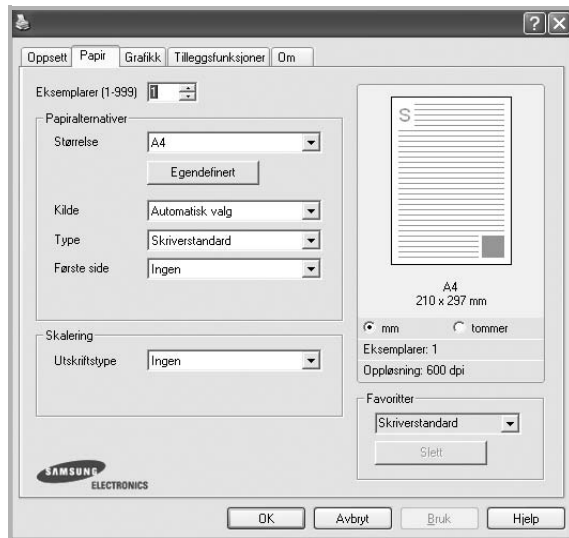 Oppsett Papir Grafikk Tilleggsfunksjoner Om
Eksemplarer (1-999) 1
Papiralternativer
Størrelse A4
Egendefinert
Kilde Automatisk valg
Type Skriverstandard
Første side Ingen
Skalering
Utskriftstype Ingen
S
A4
210 x 297 mm
mm tommer
Eksemplarer: 1
Oppløsning: 600 dpi
Favoritter
Skriverstandard
Slett
SAMSUNG
ELECTRONICS
OK Avbryt Bruk Hjelp